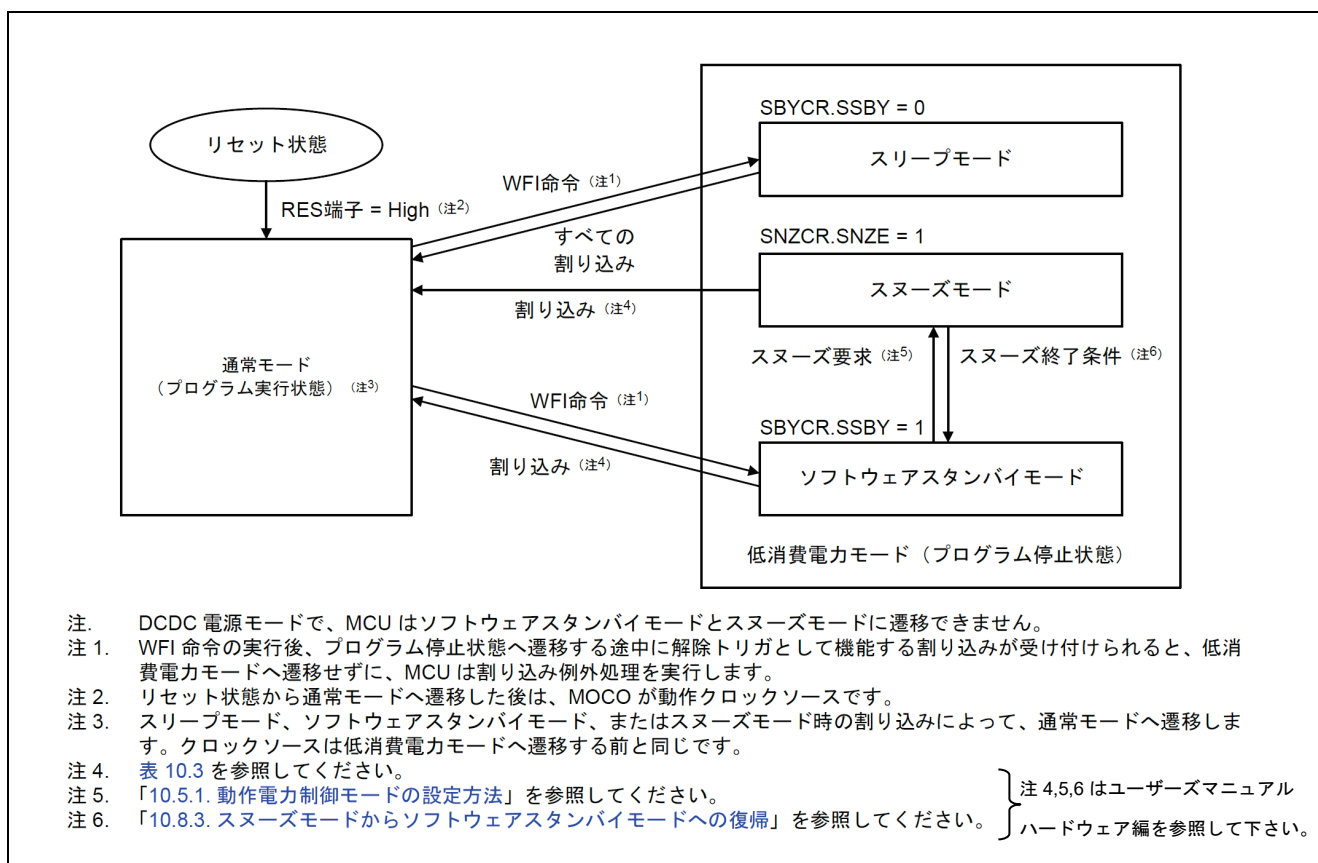 リセット状態
RES端子 = High（注2）
通常モード
（プログラム実行状態）（注3）
WFI命令（注1）
すべての
割り込み
割り込み（注4）
WFI命令（注1）
割り込み（注4）
SBYCR.SSBY = 0
スリープモード
SNZCR.SNZE = 1
スヌーズモード
スヌーズ要求（注5）
スヌーズ終了条件（注6）
SBYCR.SSBY = 1
ソフトウェアスタンバイモード
低消費電力モード（プログラム停止状態）
注. DCDC 電源モードで、MCU はソフトウェアスタンバイモードとスヌーズモードに遷移できません。
注 1. WFI 命令の実行後、プログラム停止状態へ遷移する途中に解除トリガとして機能する割り込みが受け付けられると、低消
費電力モードへ遷移せずに、MCU は割り込み例外処理を実行します。
注 2. リセット状態から通常モードへ遷移した後は、MOCO が動作クロックソースです。
注 3. スリープモード、ソフトウェアスタンバイモード、またはスヌーズモード時の割り込みによって、通常モードへ遷移しま
す。クロックソースは低消費電力モードへ遷移する前と同じです。
注 4. 表 10.3 を参照してください。
注 5. 「10.5.1. 動作電力制御モードの設定方法」を参照してください。
注 6. 「10.8.3. スヌーズモードからソフトウェアスタンバイモードへの復帰」を参照してください。
注 4,5,6 はユーザーズマニュアル
ハードウェア編を参照して下さい。